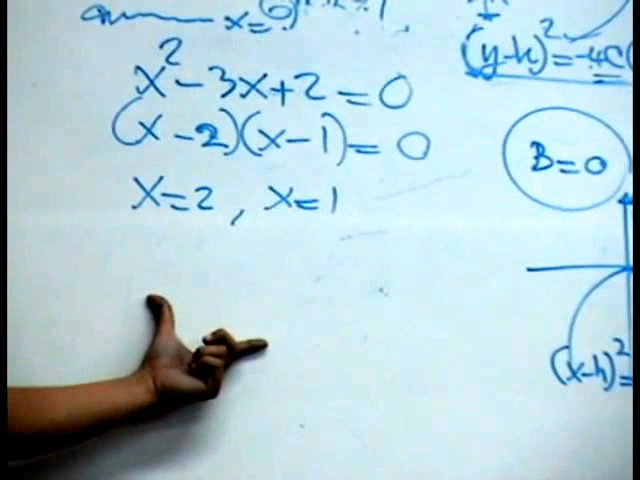 x=
x² - 3x + 2 = 0
(x - 2)(x - 1) = 0
x = 2 , x = 1
(y-h)² = -4C(
B = 0
(x-h)² =